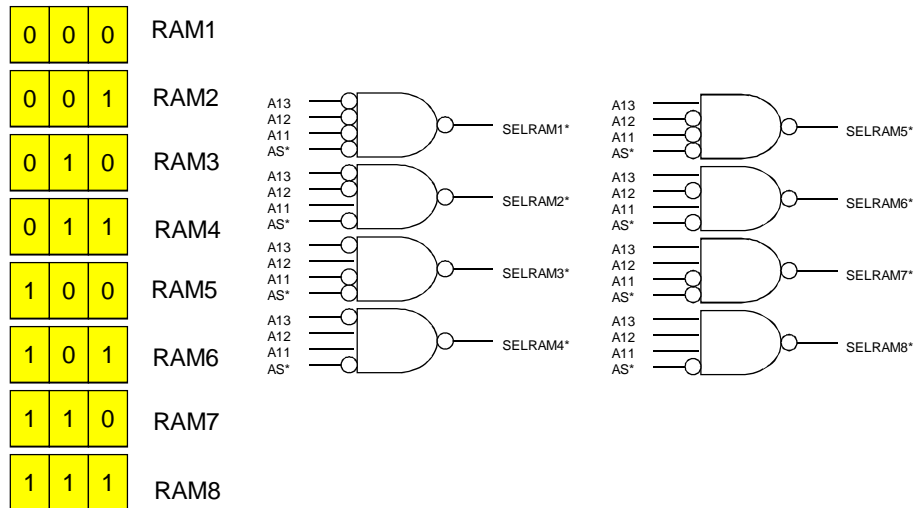 0 0 0 RAM1
0 0 1 RAM2
0 1 0 RAM3
0 1 1 RAM4
1 0 0 RAM5
1 0 1 RAM6
1 1 0 RAM7
1 1 1 RAM8
A13
A12
A11
AS*
SELRAM1*
A13
A12
A11
AS*
SELRAM2*
A13
A12
A11
AS*
SELRAM3*
A13
A12
A11
AS*
SELRAM4*
A13
A12
A11
AS*
SELRAM5*
A13
A12
A11
AS*
SELRAM6*
A13
A12
A11
AS*
SELRAM7*
A13
A12
A11
AS*
SELRAM8*